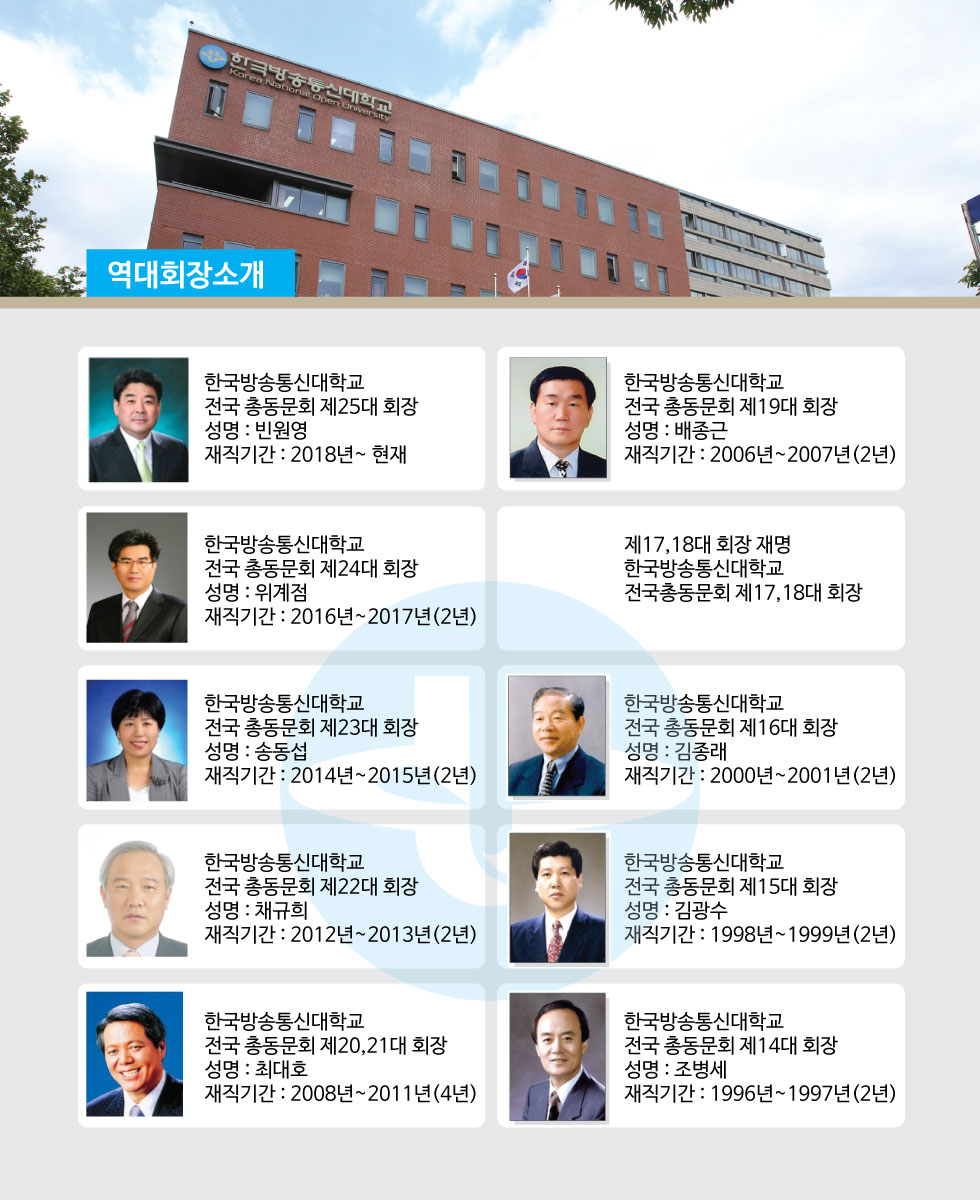 한국방송통신대학교
Korea National Open University
역대회장소개
한국방송통신대학교
전국 총동문회 제25대 회장
성명 : 빈원영
재직기간 : 2018년~ 현재
한국방송통신대학교
전국 총동문회 제19대 회장
성명 : 배종근
재직기간 : 2006년~2007년(2년)
한국방송통신대학교
전국 총동문회 제24대 회장
성명 : 위계점
재직기간 : 2016년~2017년(2년)
제17,18대 회장 재명
한국방송통신대학교
전국총동문회 제17,18대 회장
한국방송통신대학교
전국 총동문회 제23대 회장
성명 : 송동섭
재직기간 : 2014년~2015년(2년)
한국방송통신대학교
전국 총동문회 제16대 회장
성명 : 김종래
재직기간 : 2000년~2001년(2년)
한국방송통신대학교
전국 총동문회 제22대 회장
성명 : 채규희
재직기간 : 2012년~2013년(2년)
한국방송통신대학교
전국 총동문회 제15대 회장
성명 : 김광수
재직기간 : 1998년~1999년(2년)
한국방송통신대학교
전국 총동문회 제20,21대 회장
성명 : 최대호
재직기간 : 2008년~2011년(4년)
한국방송통신대학교
전국 총동문회 제14대 회장
성명 : 조병세
재직기간 : 1996년~1997년(2년)